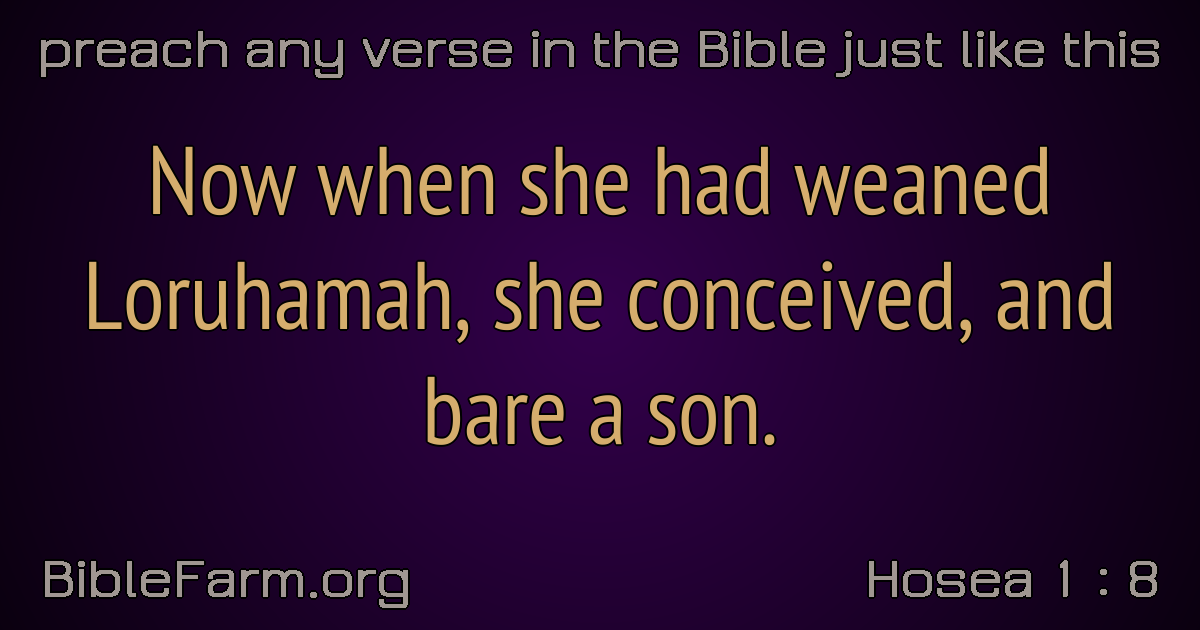 preach any verse in the Bible just like this
Now when she had weaned
Loruhamah, she conceived, and
bare a son.
BibleFarm.org
Hosea 1 : 8